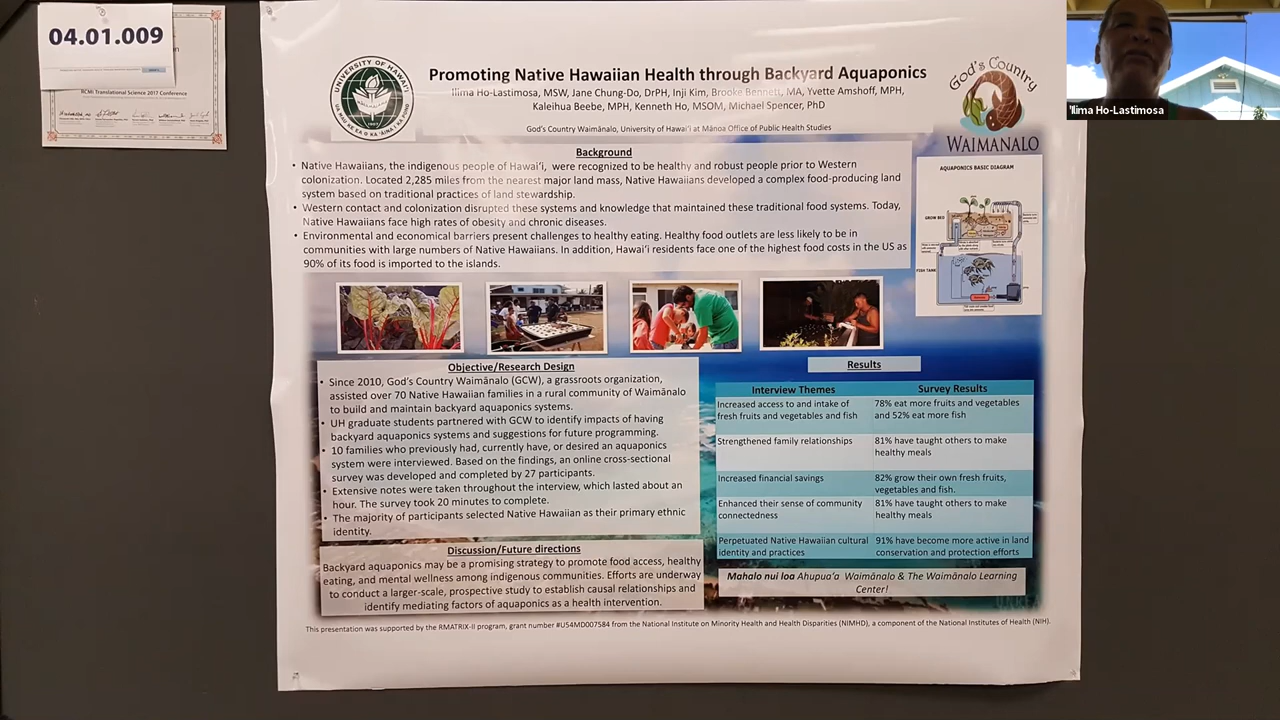 04.01.009
RCMI Translational Science 2017 Conference
UNIVERSITY OF HAWAI'I
1907
Promoting Native Hawaiian Health through Backyard Aquaponics
Ilima Ho-Lastimosa, MSW, Jane Chung-Do, DrPH, Inji Kim, Brooke Bennett, MA, Yvette Amshoff, MPH,
Kaleihua Beebe, MPH, Kenneth Ho, MSOM, Michael Spencer, PhD
God's Country Waimānalo, University of Hawai'i at Mānoa Office of Public Health Studies
God's Country
WAIMANALO
'Ilima Ho-Lastimosa
Background
• Native Hawaiians, the indigenous people of Hawai'i, were recognized to be healthy and robust people prior to Western
colonization. Located 2,285 miles from the nearest major land mass, Native Hawaiians developed a complex food-producing land
system based on traditional practices of land stewardship.
• Western contact and colonization disrupted these systems and knowledge that maintained these traditional food systems. Today,
Native Hawaiians face high rates of obesity and chronic diseases.
• Environmental and economical barriers present challenges to healthy eating. Healthy food outlets are less likely to be in
communities with large numbers of Native Hawaiians. In addition, Hawai'i residents face one of the highest food costs in the US as
90% of its food is imported to the islands.
AQUAPONICS BASIC DIAGRAM
GROW BED
FISH TANK
Objective/Research Design
• Since 2010, God's Country Waimānalo (GCW), a grassroots organization,
assisted over 70 Native Hawaiian families in a rural community of Waimānalo
to build and maintain backyard aquaponics systems.
• UH graduate students partnered with GCW to identify impacts of having
backyard aquaponics systems and suggestions for future programming.
• 10 families who previously had, currently have, or desired an aquaponics
system were interviewed. Based on the findings, an online cross-sectional
survey was developed and completed by 27 participants.
• Extensive notes were taken throughout the interview, which lasted about an
hour. The survey took 20 minutes to complete.
• The majority of participants selected Native Hawaiian as their primary ethnic
identity.
Discussion/Future directions
Backyard aquaponics may be a promising strategy to promote food access, healthy
eating, and mental wellness among indigenous communities. Efforts are underway
to conduct a larger-scale, prospective study to establish causal relationships and
identify mediating factors of aquaponics as a health intervention.
Results
Interview Themes Survey Results
Increased access to and intake of 78% eat more fruits and vegetables
fresh fruits and vegetables and fish and 52% eat more fish
Strengthened family relationships 81% have taught others to make
healthy meals
Increased financial savings 82% grow their own fresh fruits,
vegetables and fish.
Enhanced their sense of community 81% have taught others to make
connectedness healthy meals
Perpetuated Native Hawaiian cultural 91% have become more active in land
identity and practices conservation and protection efforts
Mahalo nui loa Ahupua'a Waimānalo & The Waimānalo Learning
Center!
This presentation was supported by the RMATRIX-II program, grant number #U54MD007584 from the National Institute on Minority Health and Health Disparities (NIMHD), a component of the National Institutes of Health (NIH).